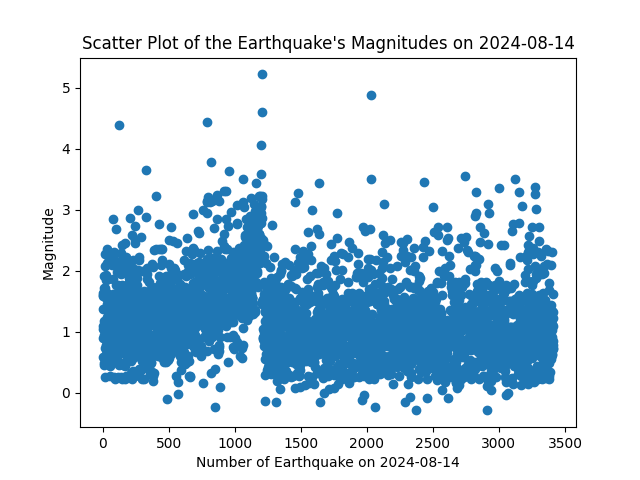 Scatter Plot of the Earthquake's Magnitudes on 2024-08-14
5
4
3
2
1
0
Magnitude
0 500 1000 1500 2000 2500 3000 3500
Number of Earthquake on 2024-08-14